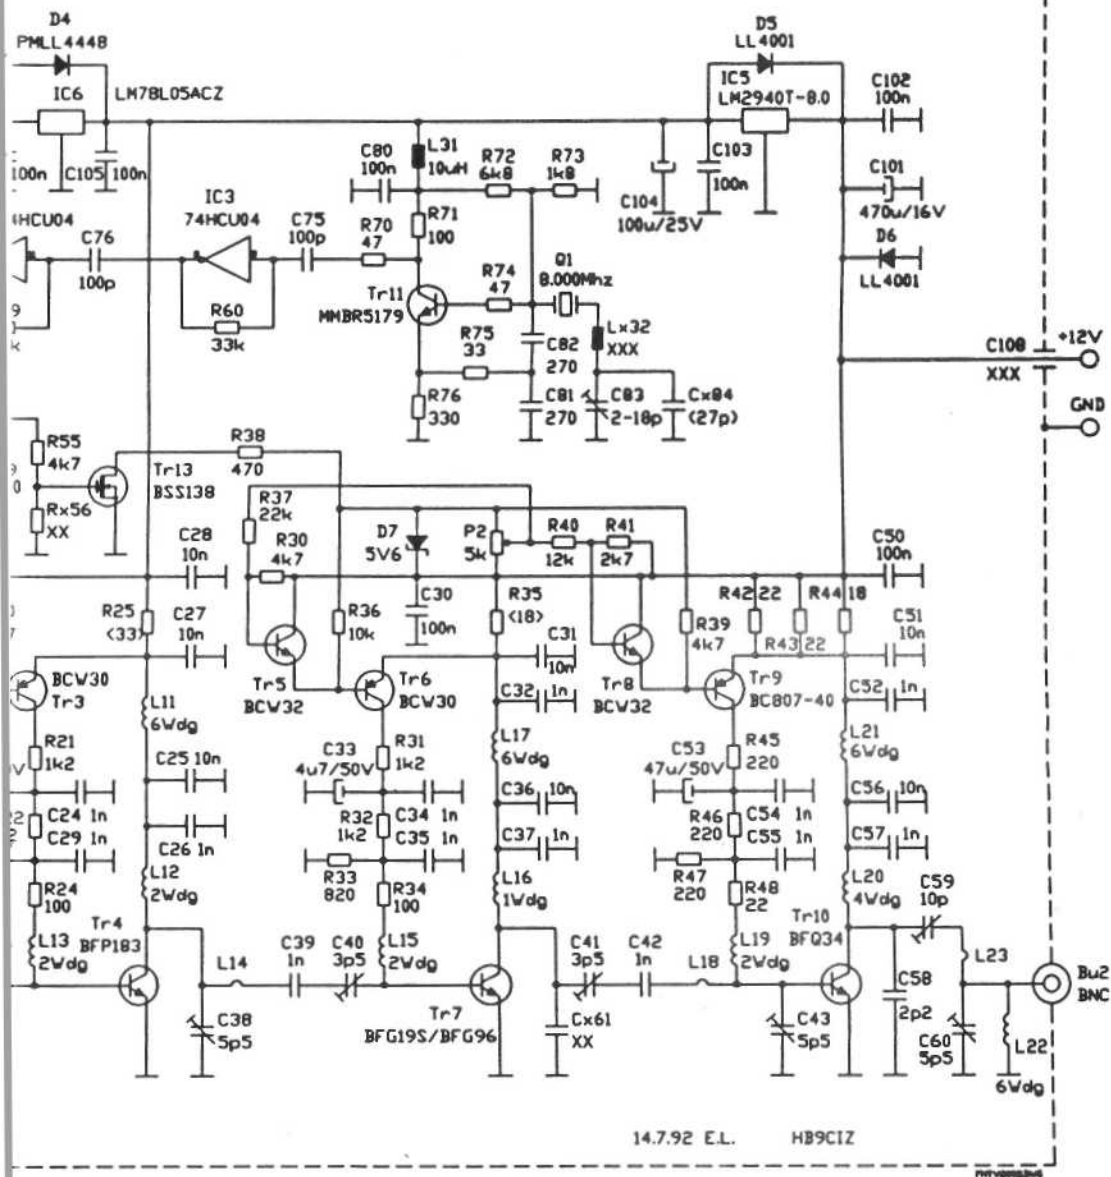 D4
PMLL4448
D5
LL4001
IC6
LM78L05ACZ
IC5
LM2940T-8.0
C102
100n
100n
C105
100n
C80
100n
L31
10uH
R72
6k8
R73
1k8
C103
100n
C104
100u/25V
C101
470u/16V
4HCU04
IC3
74HCU04
C76
100p
C75
100p
R70
47
R71
100
D6
LL4001
R74
47
Q1
8.000Mhz
Tr11
MMBR5179
R60
33k
R75
33
C82
270
Lx32
XXX
C108
XXX
+12V
R76
330
C81
270
C83
2-18p
Cx84
(27p)
GND
R55
4k7
Rx56
XX
Tr13
BSS138
R38
470
R37
22k
R30
4k7
D7
5V6
P2
5k
R40
12k
R41
2k7
C28
10n
C50
100n
R25
(33)
C27
10n
R36
10k
C30
100n
R35
(18)
C31
10n
R39
4k7
R42 22
R43 22
R44 18
C51
10n
BCW30
Tr3
Tr5
BCW32
Tr6
BCW30
Tr8
BCW32
Tr9
BC807-40
C32 1n
C52 1n
L11
6Wdg
L17
6Wdg
L21
6Wdg
R21
1k2
C25 10n
C33
4u7/50V
R31
1k2
C53
47u/50V
R45
220
C24 1n
C29 1n
C26 1n
R32
1k2
C34 1n
C35 1n
C36 10n
C37 1n
R46
220
C54 1n
C55 1n
C56 10n
C57 1n
R24
100
L12
2Wdg
R33
820
R34
100
L16
1Wdg
R47
220
R48
22
L20
4Wdg
C59
10p
Tr4
BFP183
L13
2Wdg
L14
C39
1n
C40
3p5
L15
2Wdg
C41
3p5
C42
1n
L18
L19
2Wdg
Tr10
BFQ34
L23
Bu2
BNC
C38
5p5
Tr7
BFG19S/BFG96
Cx61
XX
C43
5p5
C58
2p2
C60
5p5
L22
6Wdg
14.7.92 E.L. HB9CIZ